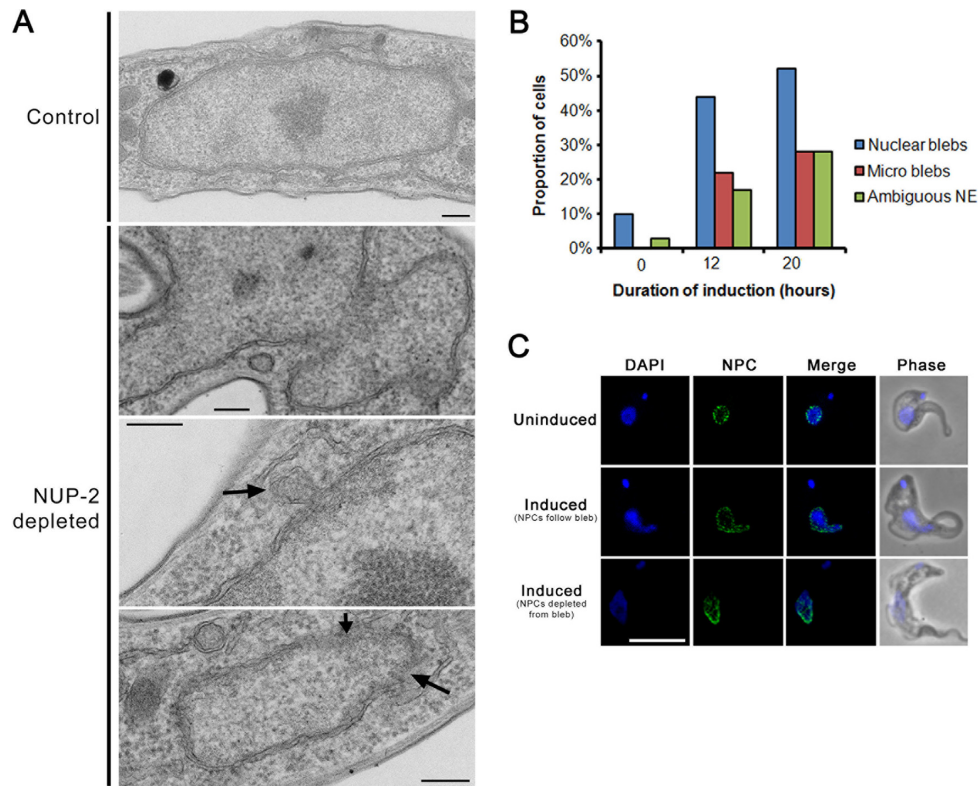 A
Control
NUP-2
depleted
B
Proportion of cells
60%
50%
40%
30%
20%
10%
0%
0
12
20
Duration of induction (hours)
Nuclear blebs
Micro blebs
Ambiguous NE
C
DAPI
NPC
Merge
Phase
Uninduced
Induced
(NPCs follow bleb)
Induced
(NPCs depleted
from bleb)